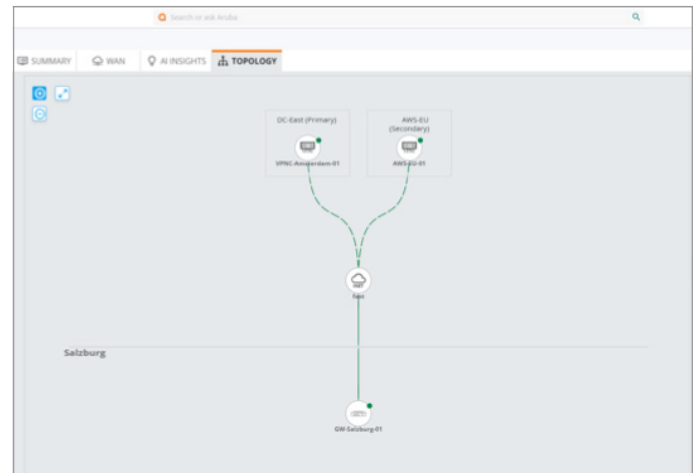 Search or ask Aruba
SUMMARY
WAN
AI INSIGHTS
TOPOLOGY
DC-East (Primary)
AWS-EU
(Secondary)
VPNC-Amsterdam-01
AWS-EU-01
INET
Salzburg
GW-Salzburg-01